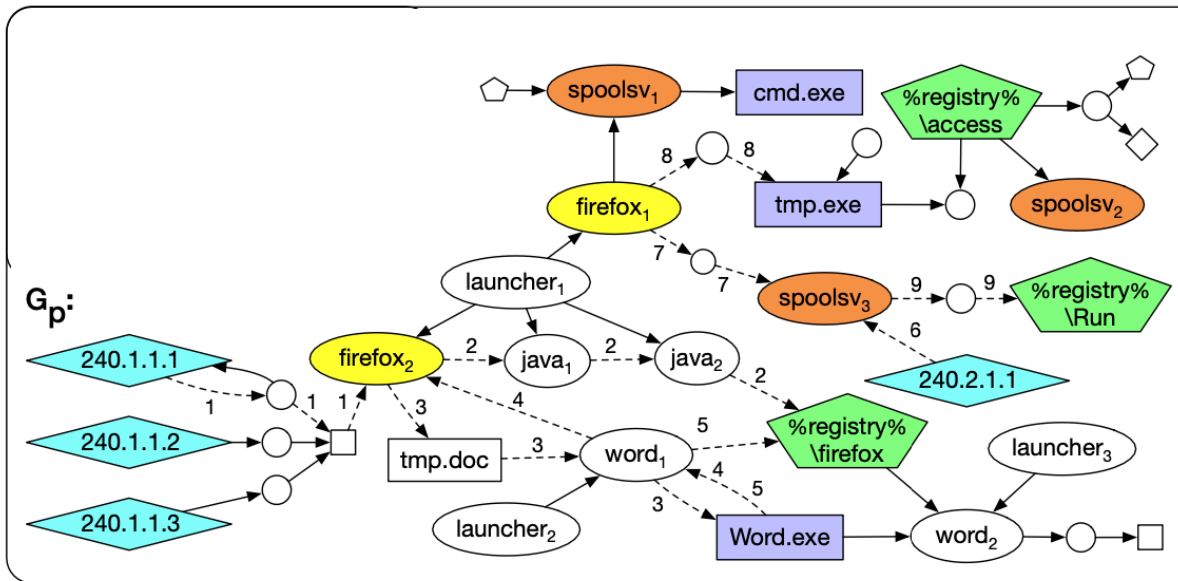 spoolsv1
cmd.exe
%registry%
\access
8
8
firefox1
tmp.exe
spoolsv2
7
7
launcher1
Gp:
spoolsv3
9
9
%registry%
\Run
6
240.1.1.1
firefox2
2
java1
2
java2
240.2.1.1
1
1
1
2
3
4
240.1.1.2
tmp.doc
3
word1
5
%registry%
\firefox
launcher3
4
3
5
240.1.1.3
launcher2
Word.exe
word2